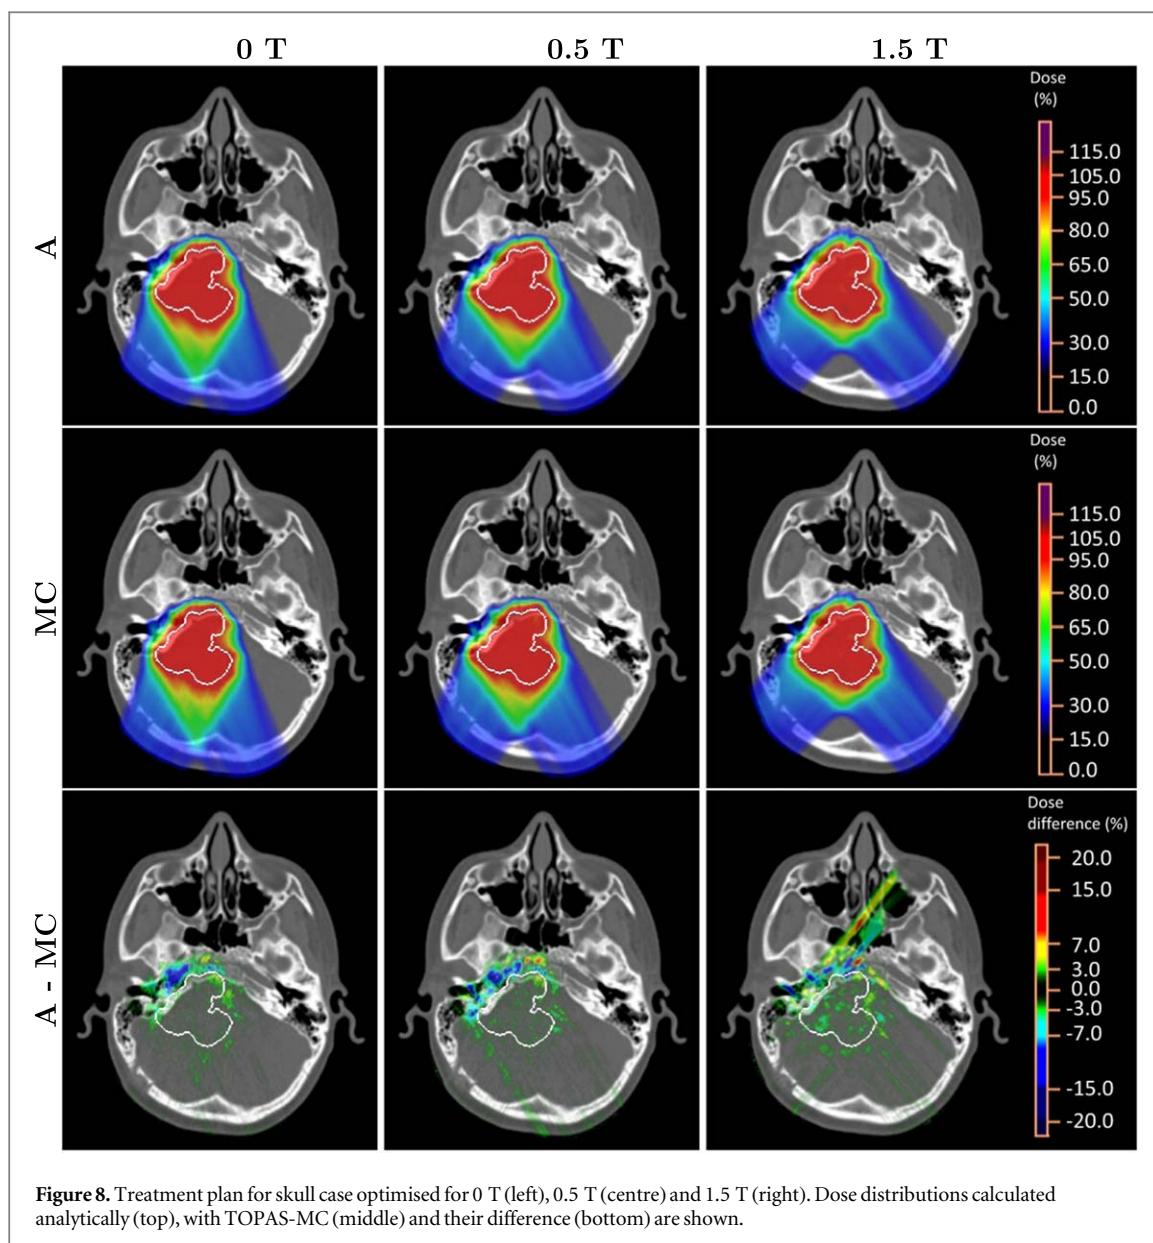 0 T 0.5 T 1.5 T
A
Dose
(%)
115.0
105.0
95.0
80.0
65.0
50.0
30.0
15.0
0.0
MC
Dose
(%)
115.0
105.0
95.0
80.0
65.0
50.0
30.0
15.0
0.0
A - MC
Dose
difference (%)
20.0
15.0
7.0
3.0
0.0
-3.0
-7.0
-15.0
-20.0
Figure 8. Treatment plan for skull case optimised for 0 T (left), 0.5 T (centre) and 1.5 T (right). Dose distributions calculated
analytically (top), with TOPAS-MC (middle) and their difference (bottom) are shown.